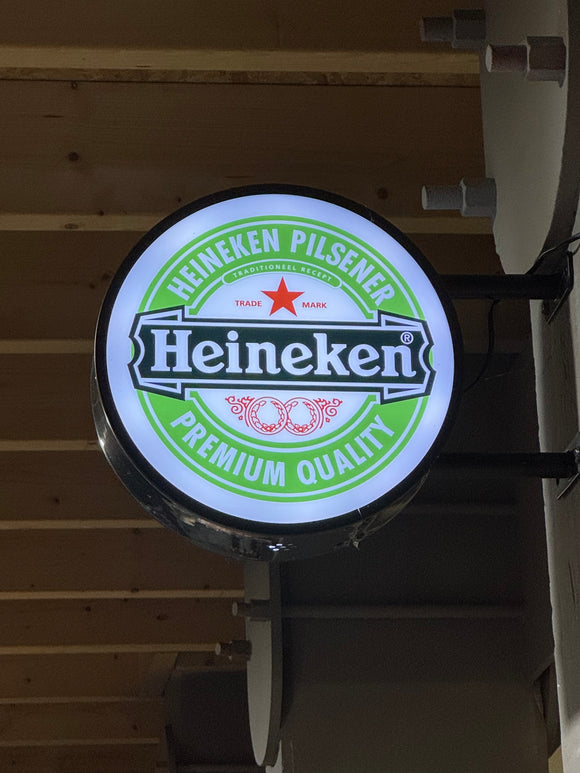 HEINEKEN PILSENER
TRADITIONEEL RECEPT
TRADE MARK
Heineken®
PREMIUM QUALITY